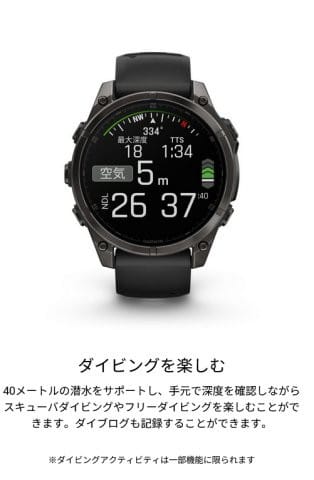 NW N
334°
最大深度 TTS
18 1:34
空気 5 m
NDL 26 37 :40
GARMIN
ダイビングを楽しむ
40メートルの潜水をサポートし、手元で深度を確認しながら
スキューバダイビングやフリーダイビングを楽しむことがで
きます。ダイブログも記録することができます。
※ダイビングアクティビティは一部機能に限られます